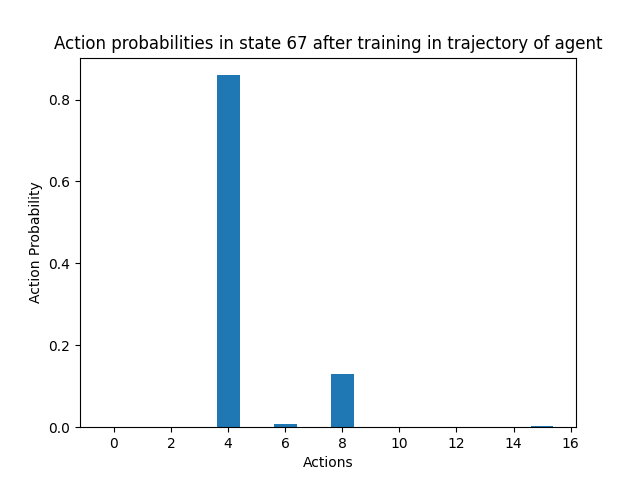 Action probabilities in state 67 after training in trajectory of agent
Action Probability
0.8
0.6
0.4
0.2
0.0
0 2 4 6 8 10 12 14 16
Actions